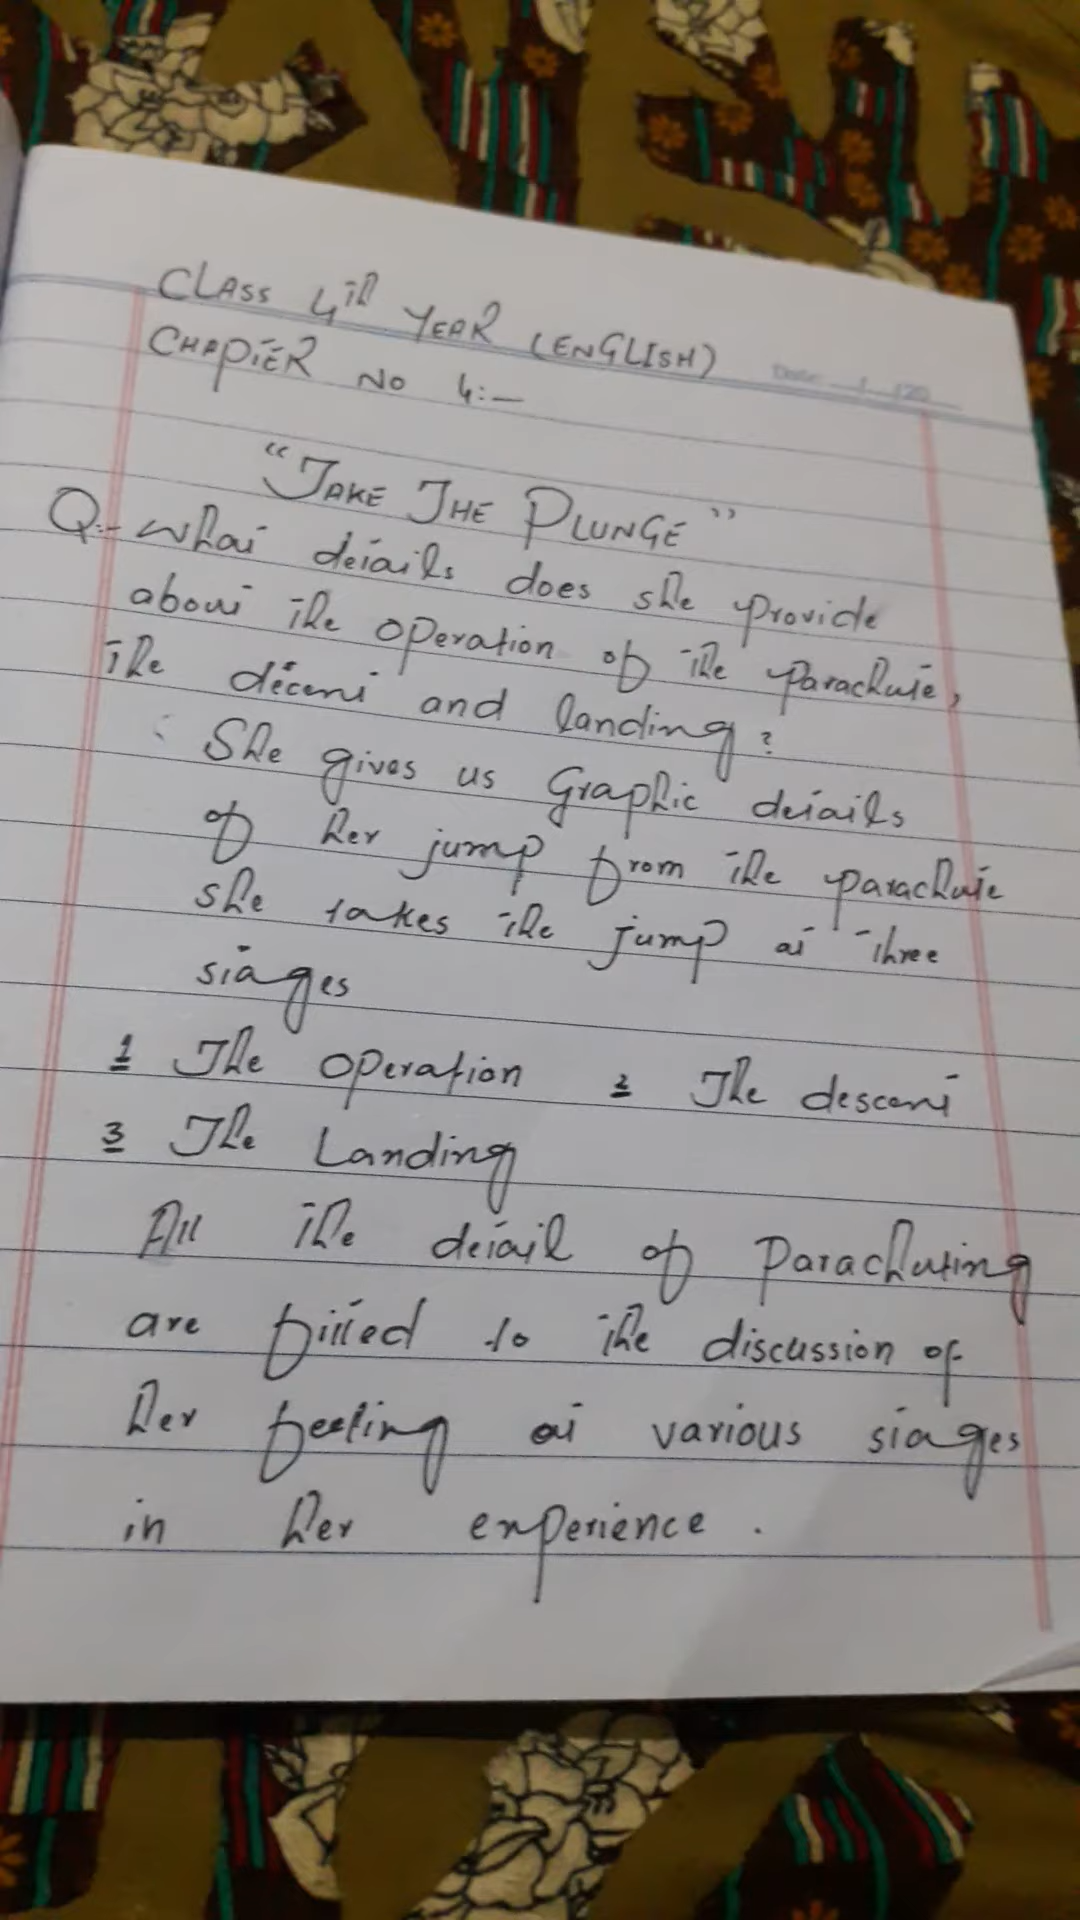 CLASS 4th YEAR (ENGLISH)
CHAPTER NO 4:-
Date
"TAKE THE PLUNGE"
Q:- what details does she provide
about the operation of the parachute,
the decent and landing?
: She gives us Graphic details
of her jump from the parachute
she takes the jump at three
stages
1 The operation 2 The descent
3 The Landing
All the detail of Parachuting
are fitted to the discussion of
her feeling at various stages
in her experience .